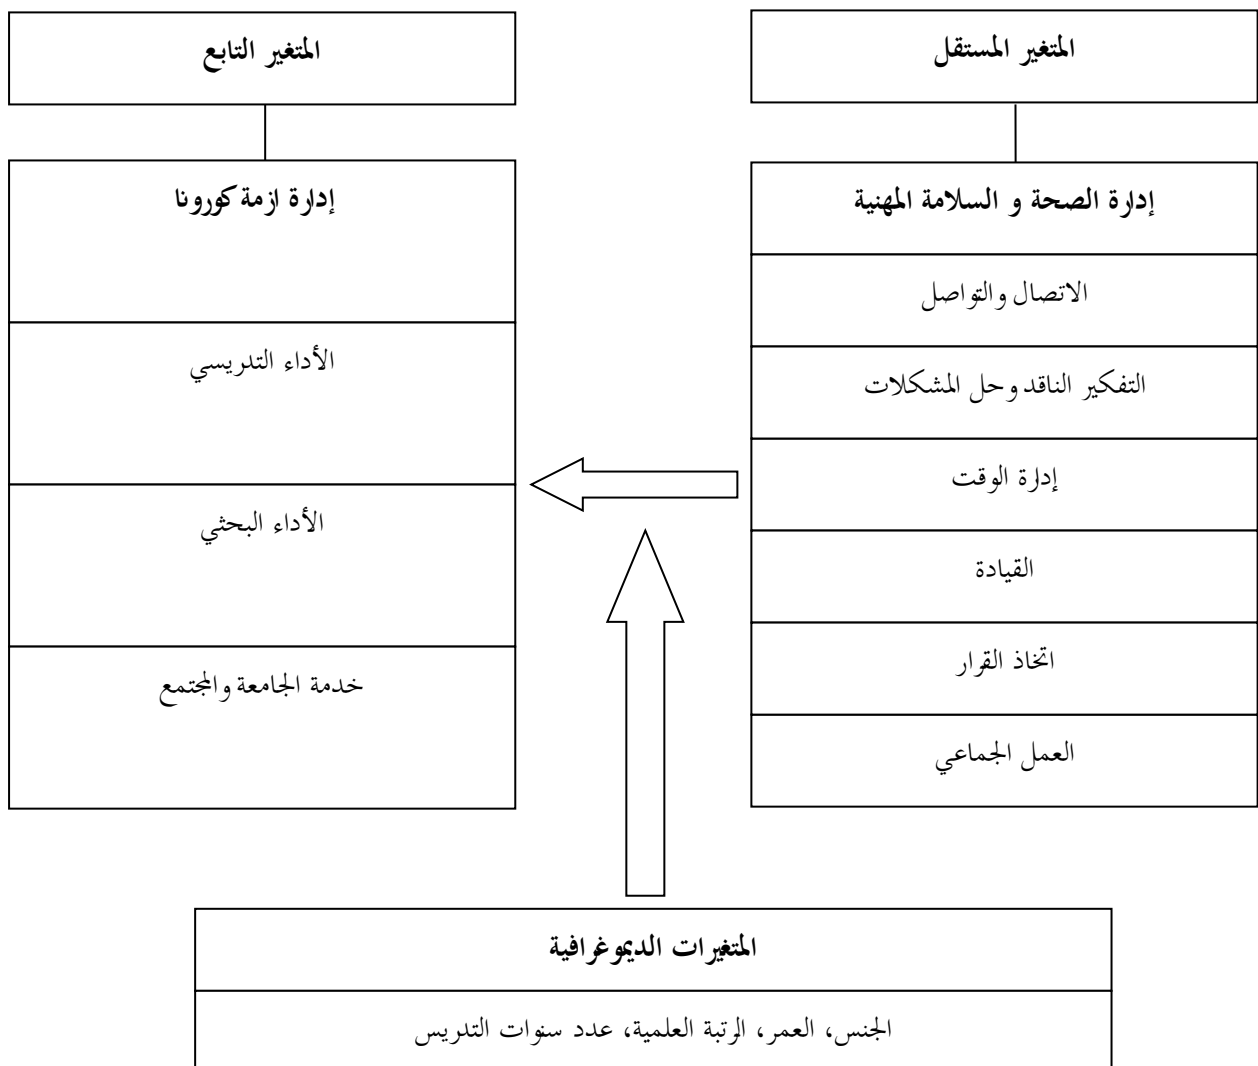 المتغير المستقل
إدارة الصحة و السلامة المهنية
الاتصال والتواصل
التفكير الناقد وحل المشكلات
إدارة الوقت
القيادة
اتخاذ القرار
العمل الجماعي
المتغير التابع
إدارة ازمة كورونا
الأداء التدريسي
الأداء البحثي
خدمة الجامعة والمجتمع
المتغيرات الديموغرافية
الجنس، العمر، الرتبة العلمية، عدد سنوات التدريس